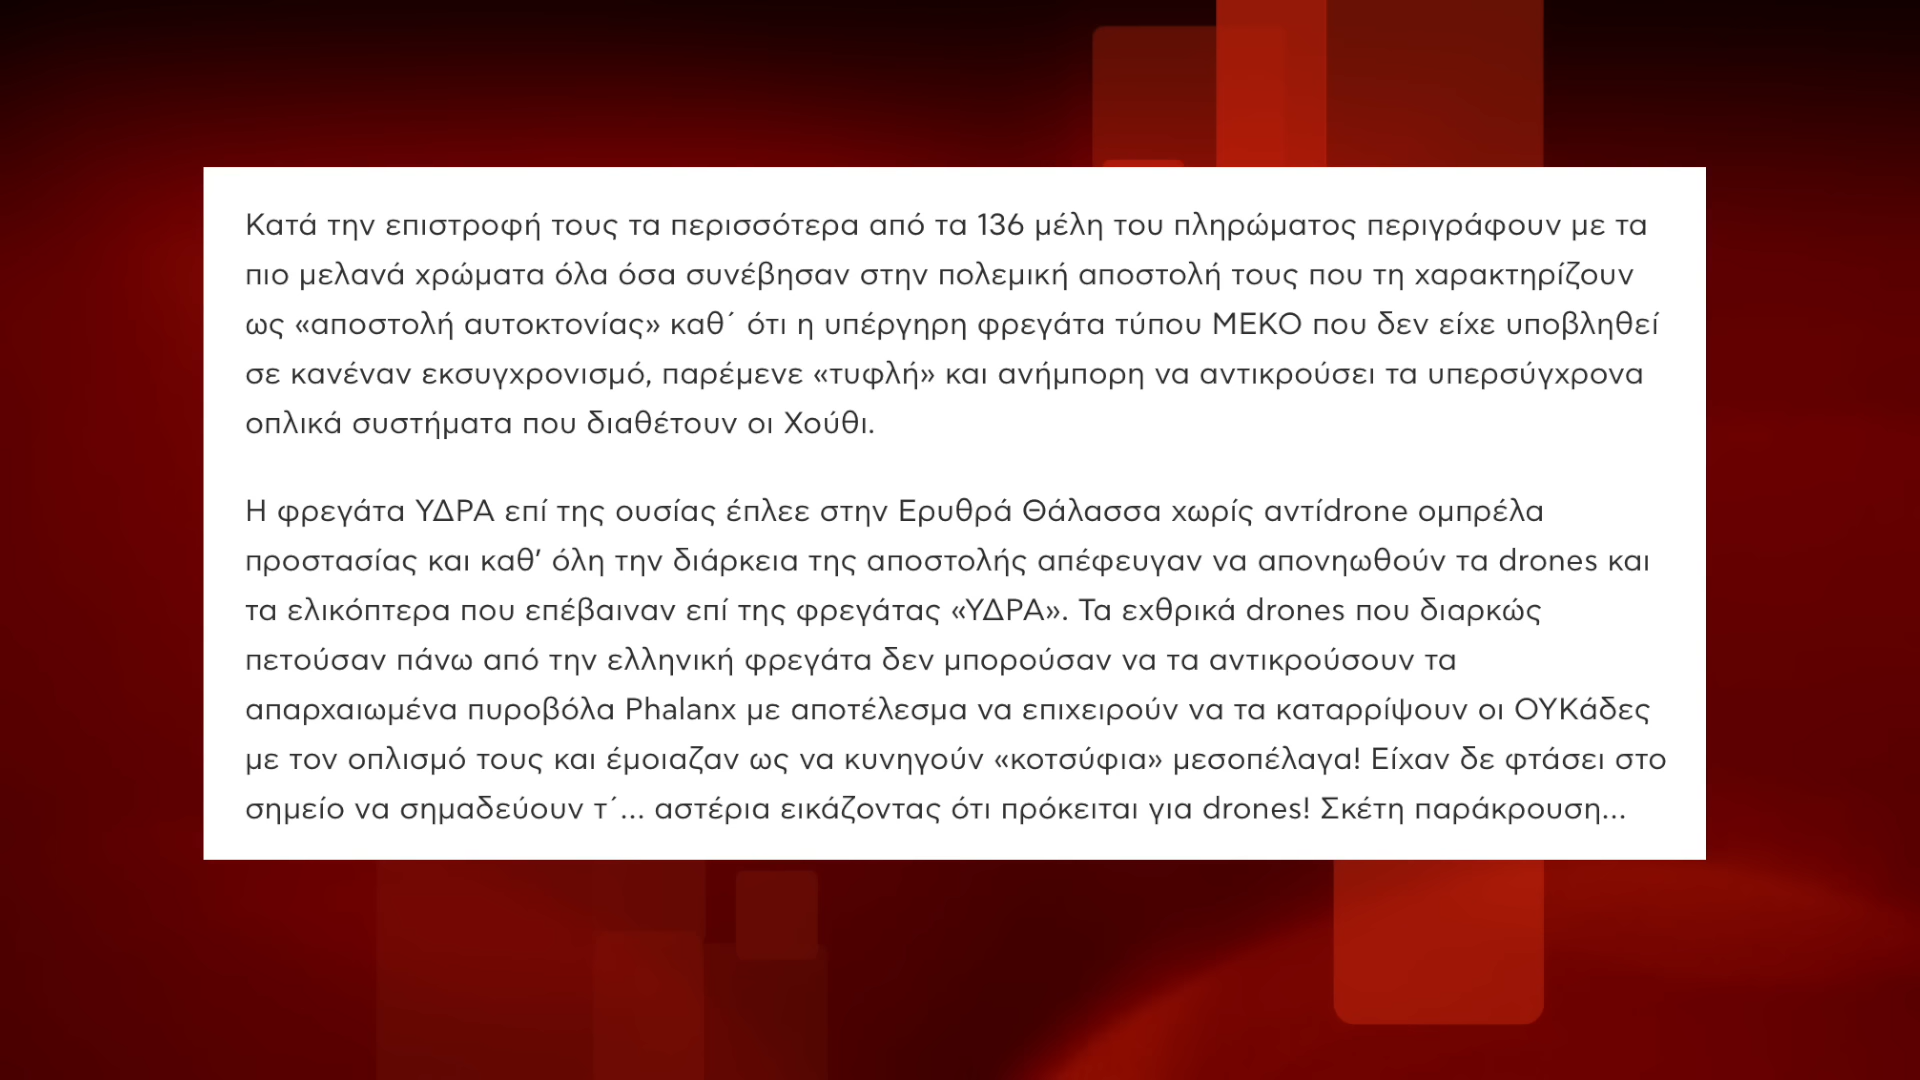 Κατά την επιστροφή τους τα περισσότερα από τα 136 μέλη του πληρώματος περιγράφουν με τα
πιο μελανά χρώματα όλα όσα συνέβησαν στην πολεμική αποστολή τους που τη χαρακτηρίζουν
ως «αποστολή αυτοκτονίας» καθ΄ ότι η υπέργηρη φρεγάτα τύπου ΜΕΚΟ που δεν είχε υποβληθεί
σε κανέναν εκσυγχρονισμό, παρέμενε «τυφλή» και ανήμπορη να αντικρούσει τα υπερσύγχρονα
οπλικά συστήματα που διαθέτουν οι Χούθι.
Η φρεγάτα ΥΔΡΑ επί της ουσίας έπλεε στην Ερυθρά Θάλασσα χωρίς αντίdrone ομπρέλα
προστασίας και καθ’ όλη την διάρκεια της αποστολής απέφευγαν να απονηωθούν τα drones και
τα ελικόπτερα που επέβαιναν επί της φρεγάτας «ΥΔΡΑ». Τα εχθρικά drones που διαρκώς
πετούσαν πάνω από την ελληνική φρεγάτα δεν μπορούσαν να τα αντικρούσουν τα
απαρχαιωμένα πυροβόλα Phalanx με αποτέλεσμα να επιχειρούν να τα καταρρίψουν οι ΟΥΚάδες
με τον οπλισμό τους και έμοιαζαν ως να κυνηγούν «κοτσύφια» μεσοπέλαγα! Είχαν δε φτάσει στο
σημείο να σημαδεύουν τ΄... αστέρια εικάζοντας ότι πρόκειται για drones! Σκέτη παράκρουση...